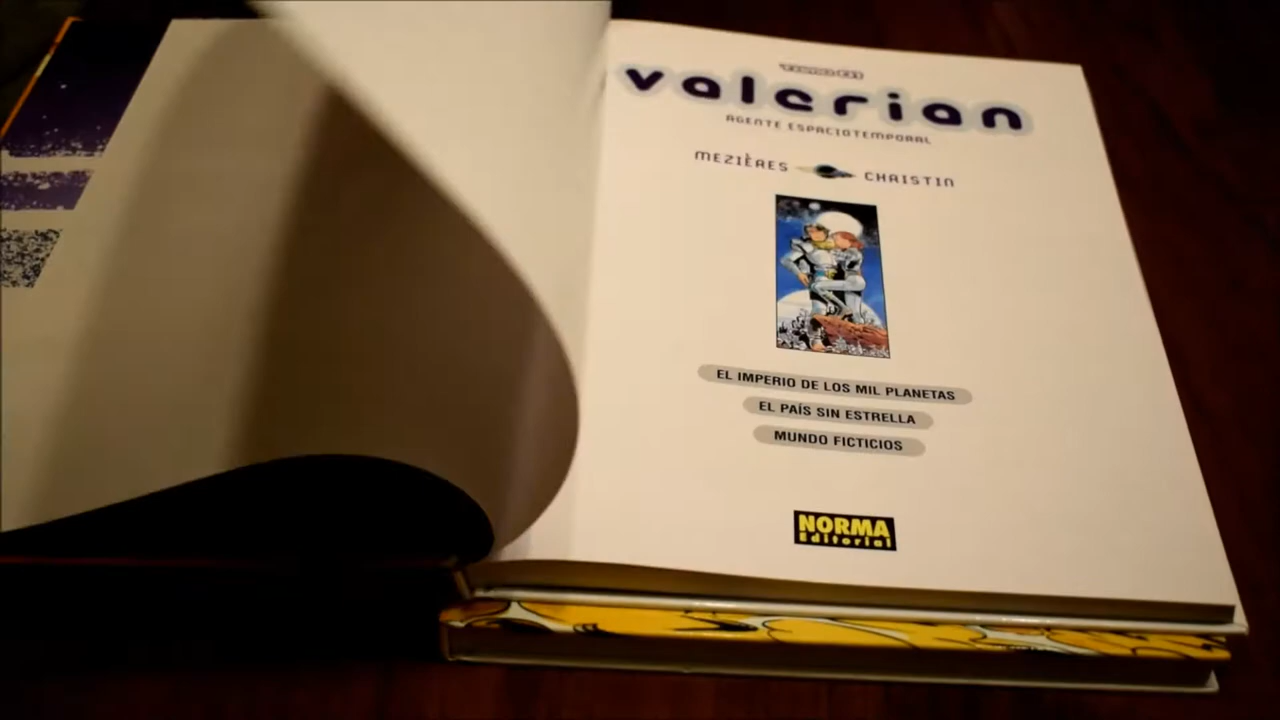 valerian
AGENTE ESPACIOTEMPORAL
MEZIÈRES CHRISTIN
EL IMPERIO DE LOS MIL PLANETAS
EL PAÍS SIN ESTRELLA
MUNDO FICTICIOS
NORMA
Editorial